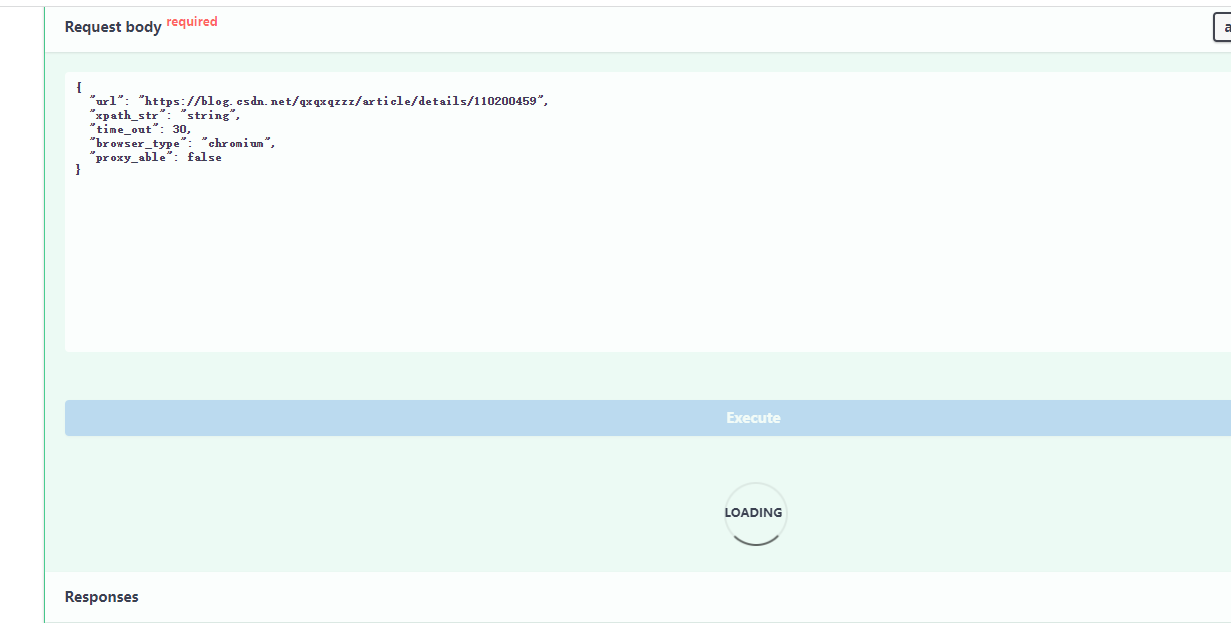 Request body required
a
{
"url": "https://blog.csdn.net/qxqxqzzz/article/details/110200459",
"xpath_str": "string",
"time_out": 30,
"browser_type": "chromium",
"proxy_able": false
}
Execute
LOADING
Responses